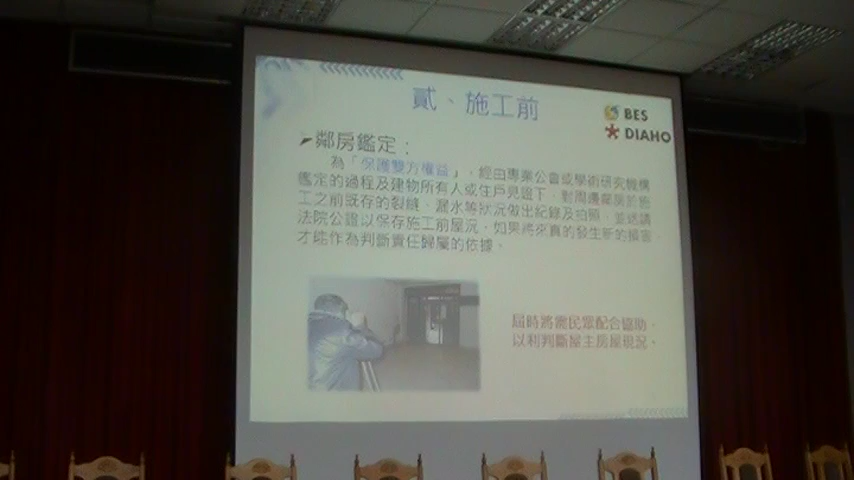 貳、施工前
BES
DIAHO
➤鄰房鑑定：
為「保護雙方權益」，經由專業公會或學術研究機構
鑑定的過程及建物所有人或住戶見證下，對周邊鄰房於施
工之前既存的裂縫、漏水等狀況做出紀錄及拍照，並送請
法院公證以保存施工前屋況，如果將來真的發生新的損害，
才能作為判斷責任歸屬的依據。
屆時將需民眾配合協助，
以利判斷屋主房屋現況。